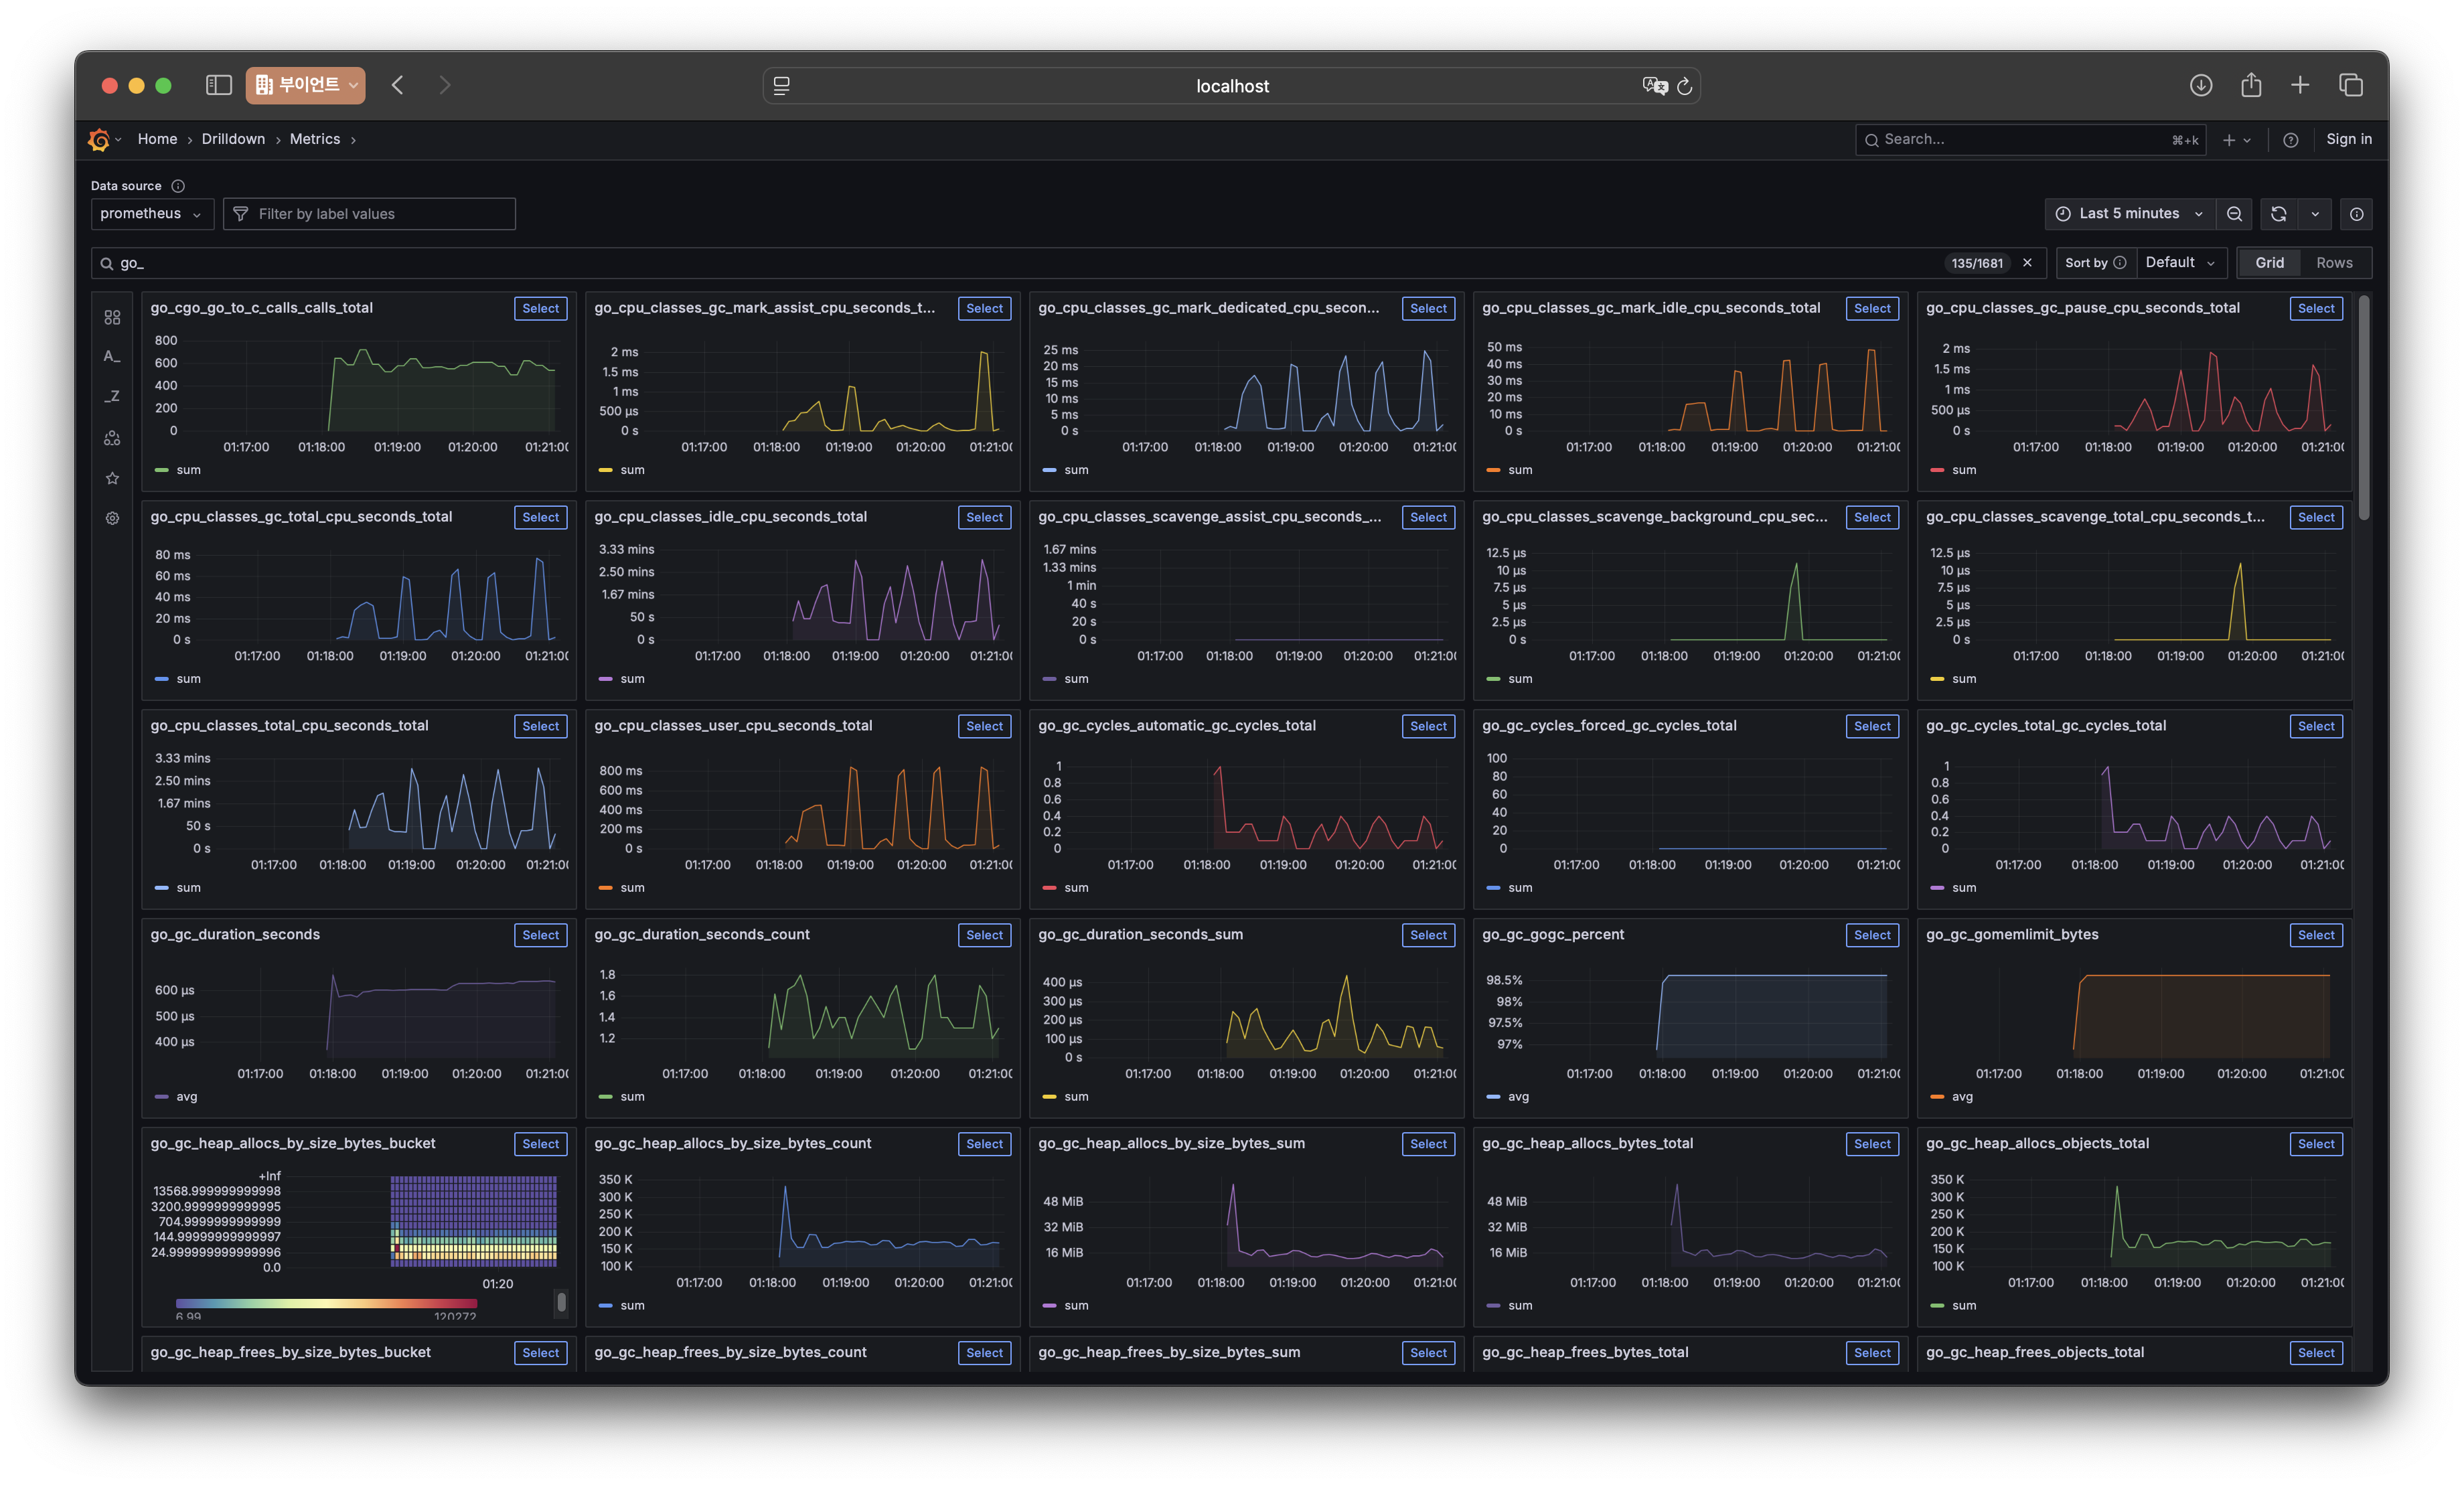 부이언트
localhost
Home › Drilldown › Metrics ›
Search...
⌘+k
Sign in
Data source
prometheus
Filter by label values
Last 5 minutes
go_
135/1681
Sort by
Default
Grid
Rows
A_
_Z
go_cgo_go_to_c_calls_calls_total
Select
800
600
400
200
0
01:17:00 01:18:00 01:19:00 01:20:00 01:21:00
sum
go_cpu_classes_gc_mark_assist_cpu_seconds_t...
Select
2 ms
1.5 ms
1 ms
500 µs
0 s
01:17:00 01:18:00 01:19:00 01:20:00 01:21:00
sum
go_cpu_classes_gc_mark_dedicated_cpu_secon...
Select
25 ms
20 ms
15 ms
10 ms
5 ms
0 s
01:17:00 01:18:00 01:19:00 01:20:00 01:21:00
sum
go_cpu_classes_gc_mark_idle_cpu_seconds_total
Select
50 ms
40 ms
30 ms
20 ms
10 ms
0 s
01:17:00 01:18:00 01:19:00 01:20:00 01:21:00
sum
go_cpu_classes_gc_pause_cpu_seconds_total
Select
2 ms
1.5 ms
1 ms
500 µs
0 s
01:17:00 01:18:00 01:19:00 01:20:00 01:21:00
sum
go_cpu_classes_gc_total_cpu_seconds_total
Select
80 ms
60 ms
40 ms
20 ms
0 s
01:17:00 01:18:00 01:19:00 01:20:00 01:21:00
sum
go_cpu_classes_idle_cpu_seconds_total
Select
3.33 mins
2.50 mins
1.67 mins
50 s
0 s
01:17:00 01:18:00 01:19:00 01:20:00 01:21:00
sum
go_cpu_classes_scavenge_assist_cpu_seconds_...
Select
1.67 mins
1.33 mins
1 min
40 s
20 s
0 s
01:17:00 01:18:00 01:19:00 01:20:00 01:21:00
sum
go_cpu_classes_scavenge_background_cpu_sec...
Select
12.5 µs
10 µs
7.5 µs
5 µs
2.5 µs
0 s
01:17:00 01:18:00 01:19:00 01:20:00 01:21:00
sum
go_cpu_classes_scavenge_total_cpu_seconds_t...
Select
12.5 µs
10 µs
7.5 µs
5 µs
2.5 µs
0 s
01:17:00 01:18:00 01:19:00 01:20:00 01:21:00
sum
go_cpu_classes_total_cpu_seconds_total
Select
3.33 mins
2.50 mins
1.67 mins
50 s
0 s
01:17:00 01:18:00 01:19:00 01:20:00 01:21:00
sum
go_cpu_classes_user_cpu_seconds_total
Select
800 ms
600 ms
400 ms
200 ms
0 s
01:17:00 01:18:00 01:19:00 01:20:00 01:21:00
sum
go_gc_cycles_automatic_gc_cycles_total
Select
1
0.8
0.6
0.4
0.2
0
01:17:00 01:18:00 01:19:00 01:20:00 01:21:00
sum
go_gc_cycles_forced_gc_cycles_total
Select
100
80
60
40
20
0
01:17:00 01:18:00 01:19:00 01:20:00 01:21:00
sum
go_gc_cycles_total_gc_cycles_total
Select
1
0.8
0.6
0.4
0.2
0
01:17:00 01:18:00 01:19:00 01:20:00 01:21:00
sum
go_gc_duration_seconds
Select
600 µs
500 µs
400 µs
01:17:00 01:18:00 01:19:00 01:20:00 01:21:00
avg
go_gc_duration_seconds_count
Select
1.8
1.6
1.4
1.2
01:17:00 01:18:00 01:19:00 01:20:00 01:21:00
sum
go_gc_duration_seconds_sum
Select
400 µs
300 µs
200 µs
100 µs
0 s
01:17:00 01:18:00 01:19:00 01:20:00 01:21:00
sum
go_gc_gogc_percent
Select
98.5%
98%
97.5%
97%
01:17:00 01:18:00 01:19:00 01:20:00 01:21:00
avg
go_gc_gomemlimit_bytes
Select
01:17:00 01:18:00 01:19:00 01:20:00 01:21:00
avg
go_gc_heap_allocs_by_size_bytes_bucket
Select
+Inf
13568.999999999998
3200.9999999999995
704.9999999999999
144.99999999999997
24.999999999999996
0.0
01:20
6.99 120272
go_gc_heap_allocs_by_size_bytes_count
Select
350 K
300 K
250 K
200 K
150 K
100 K
01:17:00 01:18:00 01:19:00 01:20:00 01:21:00
sum
go_gc_heap_allocs_by_size_bytes_sum
Select
48 MiB
32 MiB
16 MiB
01:17:00 01:18:00 01:19:00 01:20:00 01:21:00
sum
go_gc_heap_allocs_bytes_total
Select
48 MiB
32 MiB
16 MiB
01:17:00 01:18:00 01:19:00 01:20:00 01:21:00
sum
go_gc_heap_allocs_objects_total
Select
350 K
300 K
250 K
200 K
150 K
100 K
01:17:00 01:18:00 01:19:00 01:20:00 01:21:00
sum
go_gc_heap_frees_by_size_bytes_bucket
Select
go_gc_heap_frees_by_size_bytes_count
Select
go_gc_heap_frees_by_size_bytes_sum
Select
go_gc_heap_frees_bytes_total
Select
go_gc_heap_frees_objects_total
Select